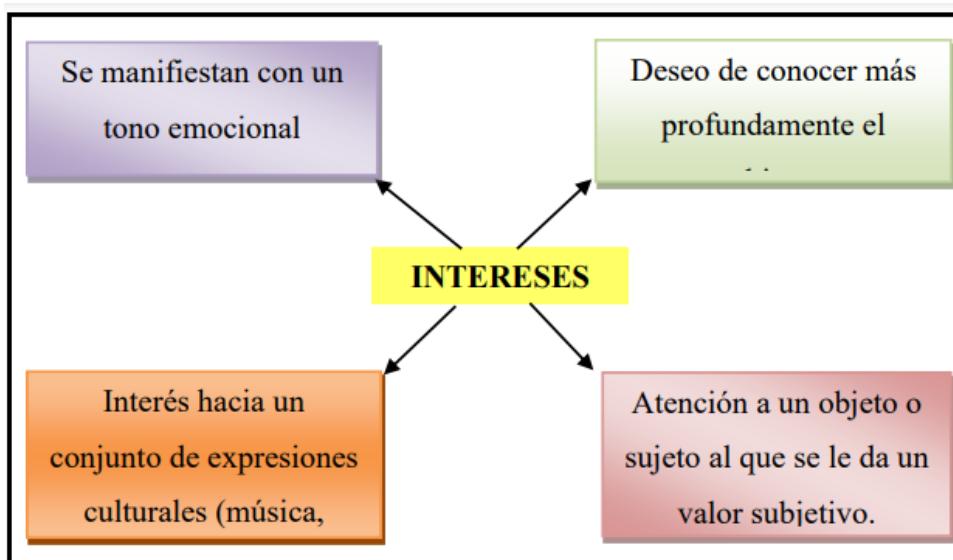 Se manifiestan con un
tono emocional
Deseo de conocer más
profundamente el
INTERESES
Interés hacia un
conjunto de expresiones
culturales (música,
Atención a un objeto o
sujeto al que se le da un
valor subjetivo.